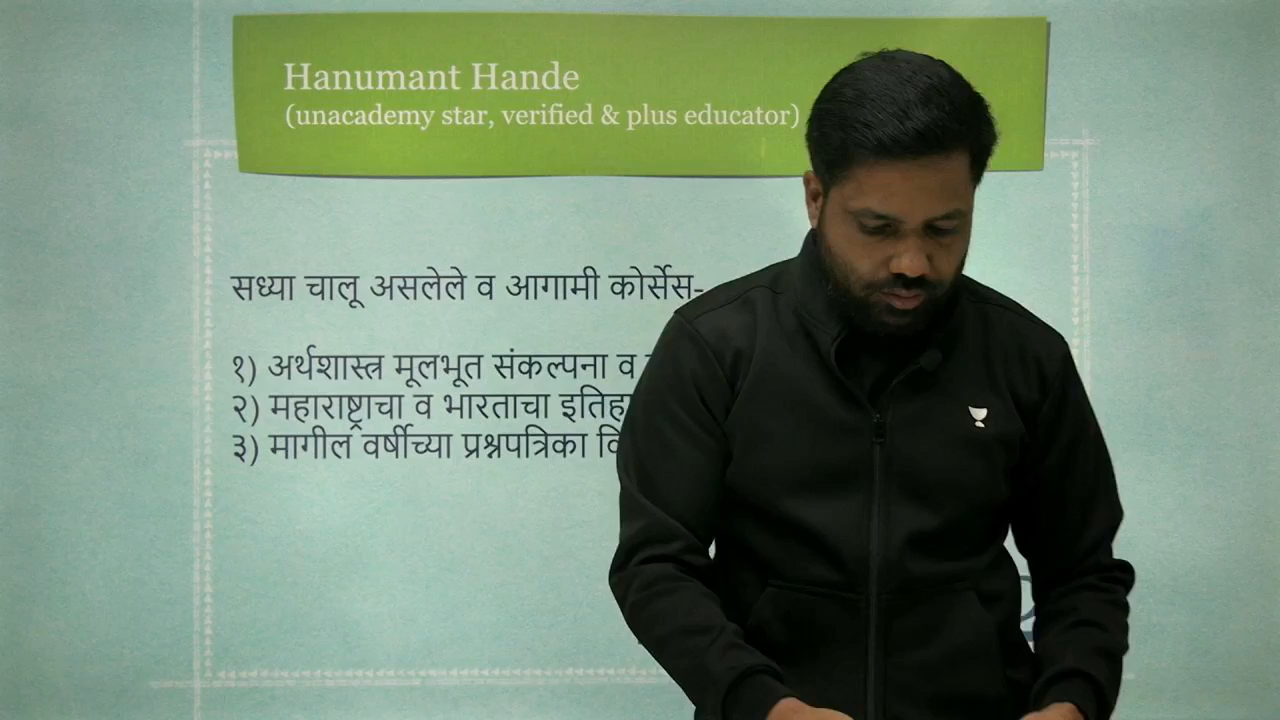 Hanumant Hande
(unacademy star, verified & plus educator)
सध्या चालू असलेले व आगामी कोर्सेस-
१) अर्थशास्त्र मूलभूत संकल्पना व
२) महाराष्ट्राचा व भारताचा
३) मागील वर्षीच्या प्रश्नपत्रिका